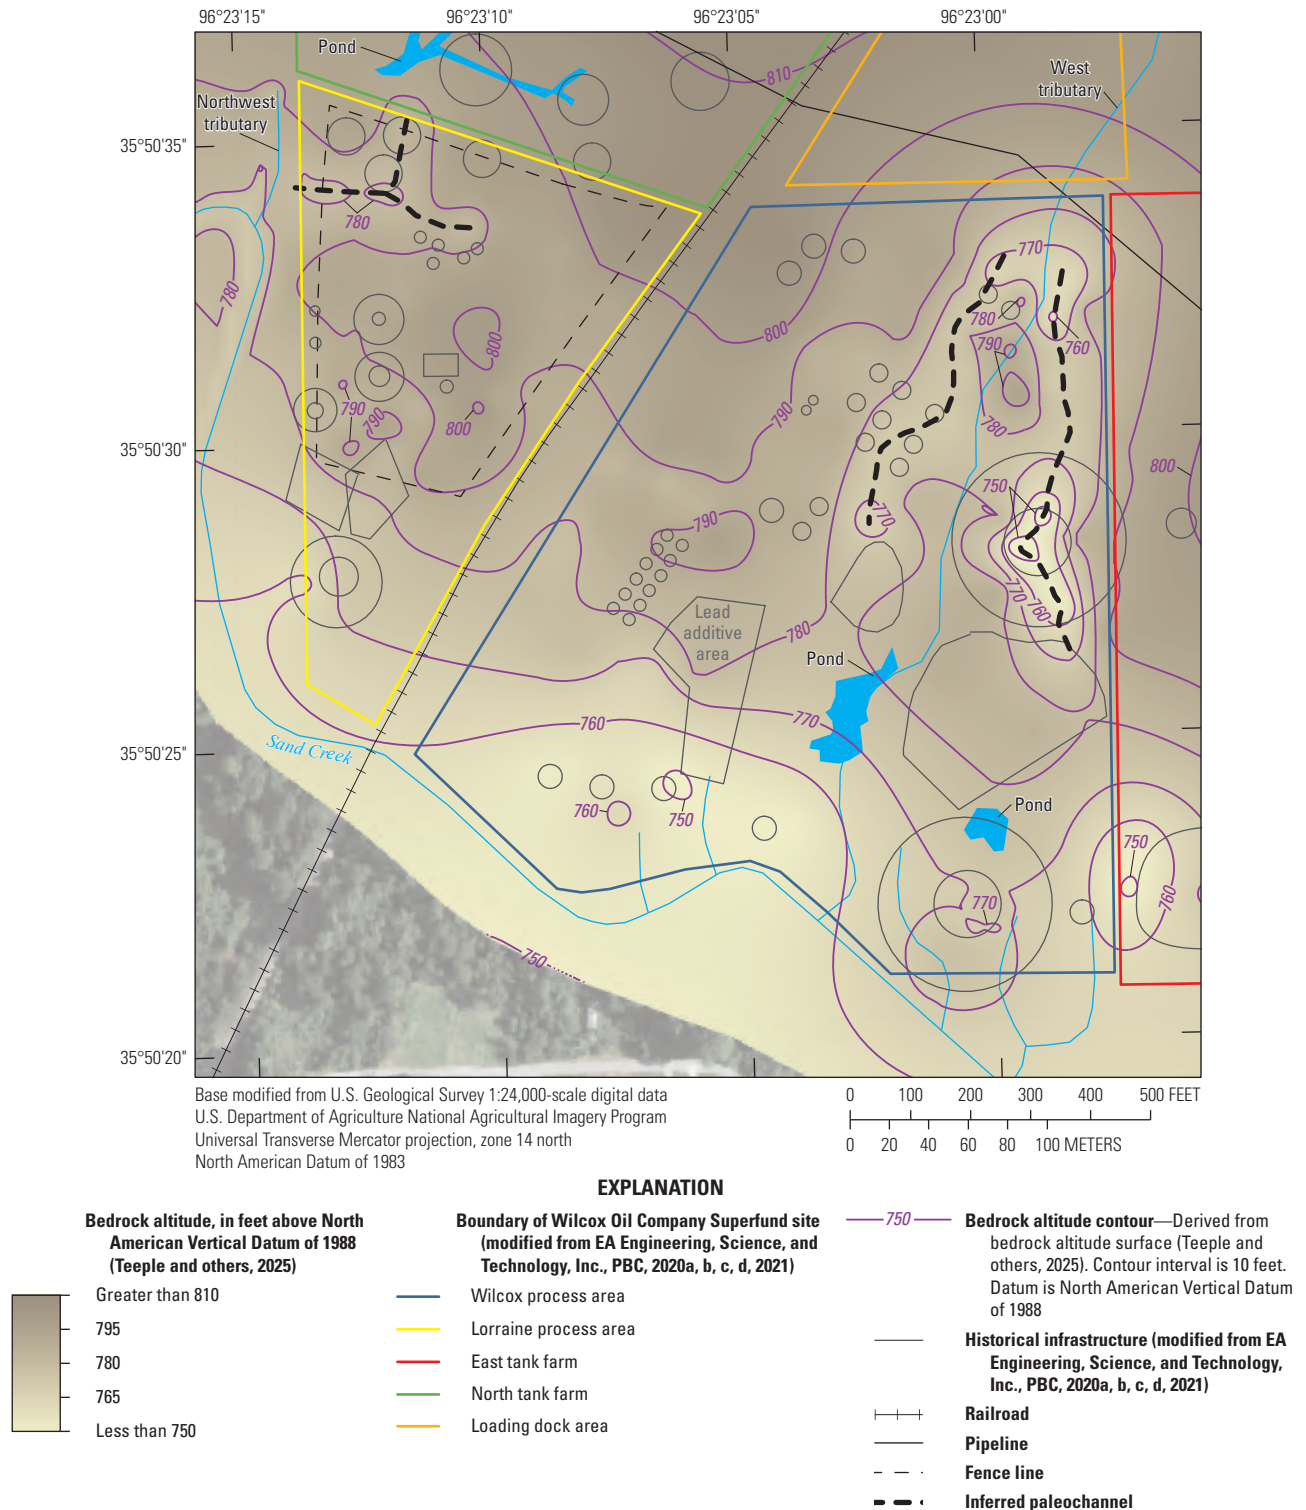 96°23'15" 96°23'10" 96°23'05" 96°23'00"
Pond
810
West
tributary
Northwest
tributary
35°50'35"
780
770
780
800
780
760
790
800
790
790
790
800
780
35°50'30"
800
750
770
790
770
760
Lead
additive
area
780
Pond
760
770
Sand Creek
35°50'25"
760
750
Pond
750
770
760
750
35°50'20"
Base modified from U.S. Geological Survey 1:24,000-scale digital data
U.S. Department of Agriculture National Agricultural Imagery Program
Universal Transverse Mercator projection, zone 14 north
North American Datum of 1983
0 100 200 300 400 500 FEET
0 20 40 60 80 100 METERS
EXPLANATION
Bedrock altitude, in feet above North
American Vertical Datum of 1988
(Teeple and others, 2025)
Greater than 810
795
780
765
Less than 750
Boundary of Wilcox Oil Company Superfund site
(modified from EA Engineering, Science, and
Technology, Inc., PBC, 2020a, b, c, d, 2021)
Wilcox process area
Lorraine process area
East tank farm
North tank farm
Loading dock area
750 Bedrock altitude contour—Derived from
bedrock altitude surface (Teeple and
others, 2025). Contour interval is 10 feet.
Datum is North American Vertical Datum
of 1988
Historical infrastructure (modified from EA
Engineering, Science, and Technology,
Inc., PBC, 2020a, b, c, d, 2021)
Railroad
Pipeline
Fence line
Inferred paleochannel